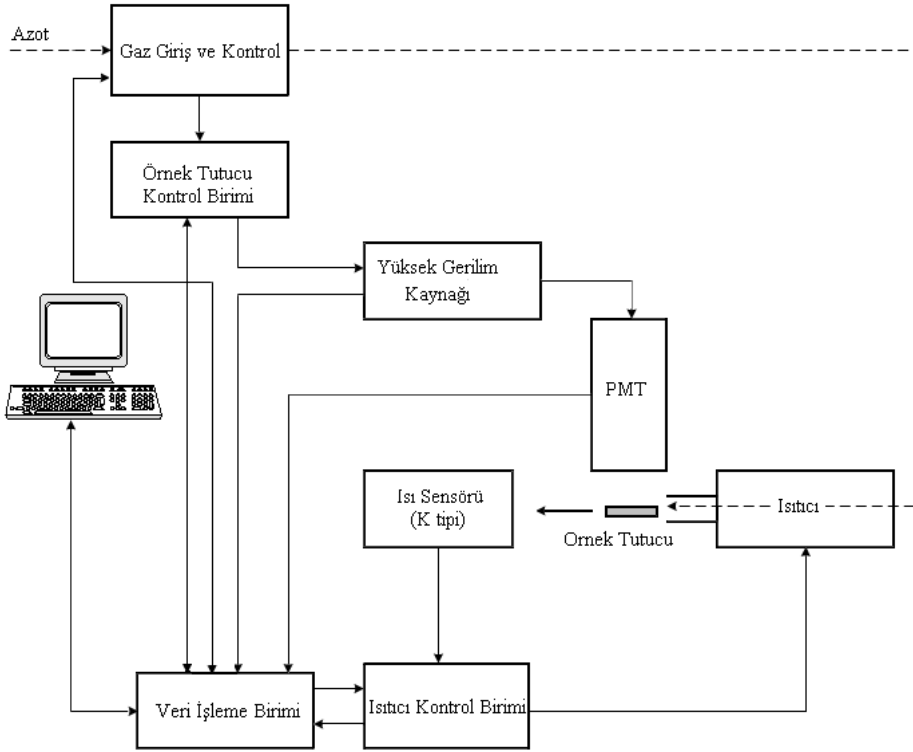 Azot
Gaz Giriş ve Kontrol
Örnek Tutucu
Kontrol Birimi
Yüksek Gerilim
Kaynağı
PMT
Isı Sensörü
(K tipi)
Isıtıcı
Ornek Tutucu
Veri İşleme Birimi
Isıtıcı Kontrol Birimi